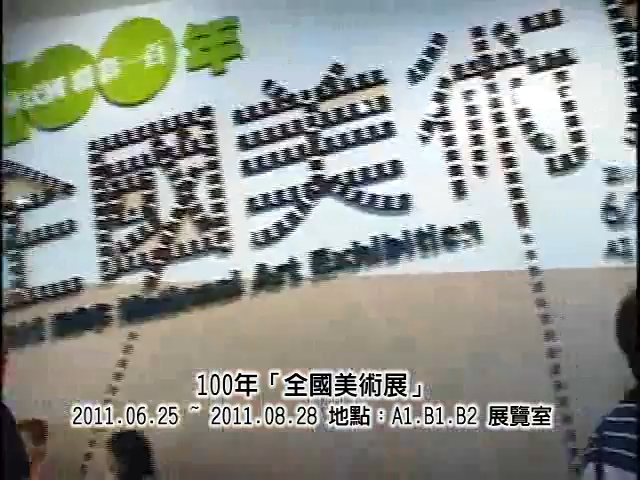 年
全國美術
National Art Exhibition
100年「全國美術展」
2011.06.25 ~ 2011.08.28 地點：A1.B1.B2 展覽室